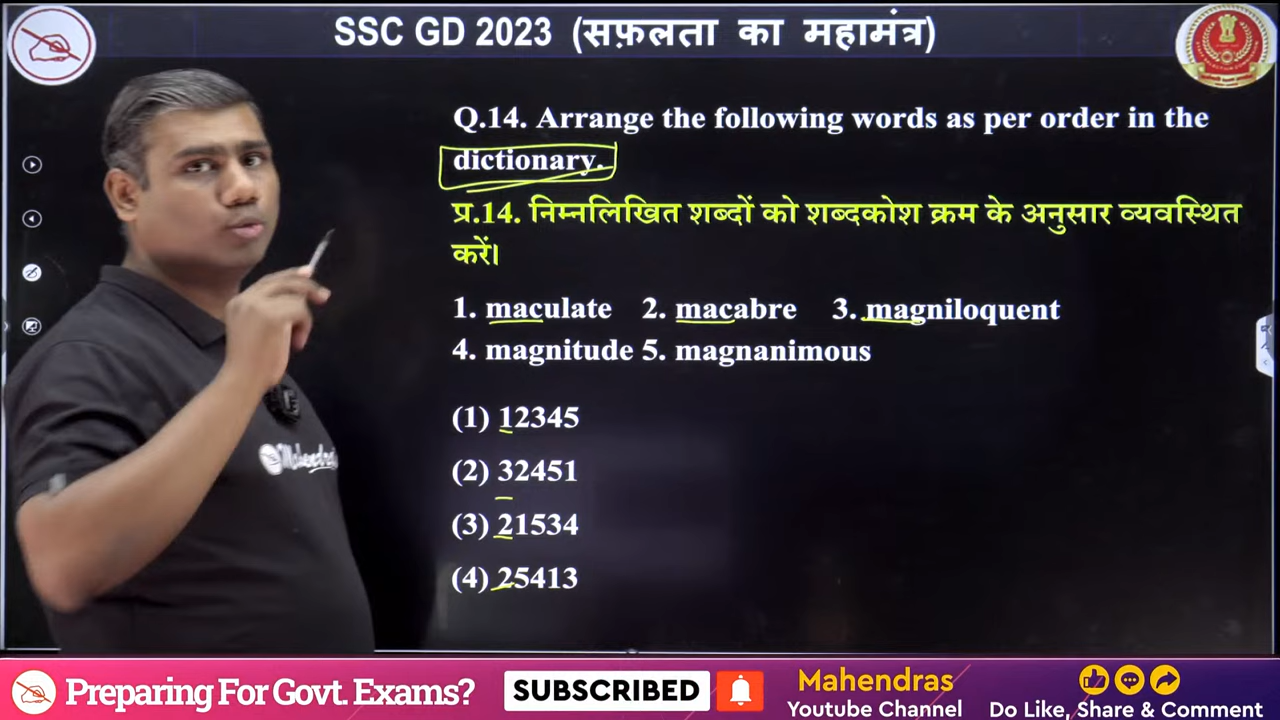 SSC GD 2023 (सफ़लता का महामंत्र)
Q.14. Arrange the following words as per order in the
dictionary.
प्र.14. निम्नलिखित शब्दों को शब्दकोश क्रम के अनुसार व्यवस्थित
करें।
1. maculate 2. macabre 3. magniloquent
4. magnitude 5. magnanimous
(1) 12345
(2) 32451
(3) 21534
(4) 25413
Mahendras
Preparing For Govt. Exams?
SUBSCRIBED
Mahendras
YouTube Channel
Do Like, Share & Comment